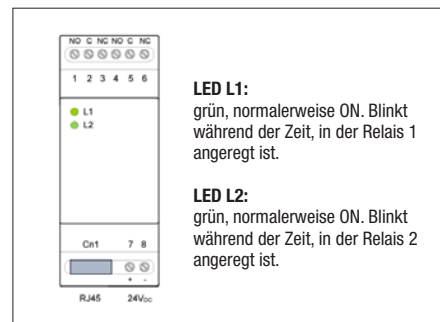 NO C NC NO C NC
1 2 3 4 5 6
L1
L2
Cn1 7 8
+ -
RJ45 24VDC
LED L1:
grün, normalerweise ON. Blinkt
während der Zeit, in der Relais 1
angeregt ist.
LED L2:
grün, normalerweise ON. Blinkt
während der Zeit, in der Relais 2
angeregt ist.